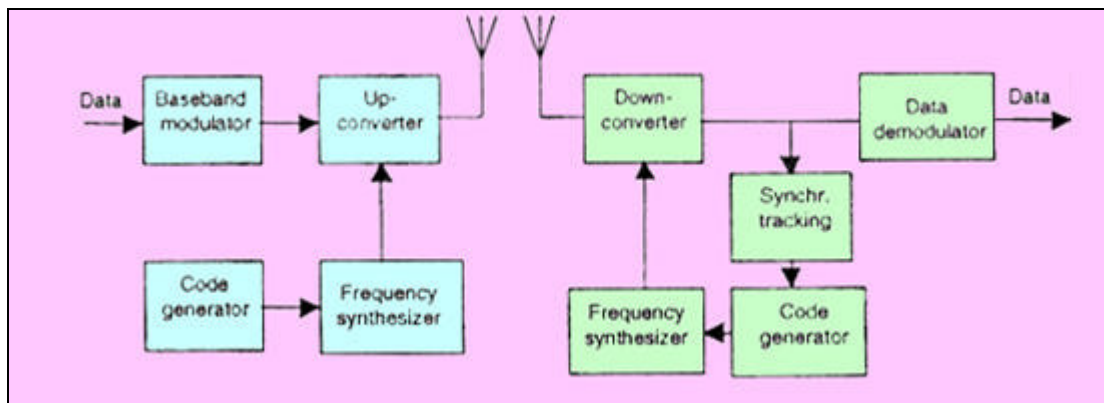 Data
Baseband
modulator
Up-
converter
Down-
converter
Data
demodulator
Data
Synchr.
tracking
Code
generator
Frequency
synthesizer
Frequency
synthesizer
Code
generator